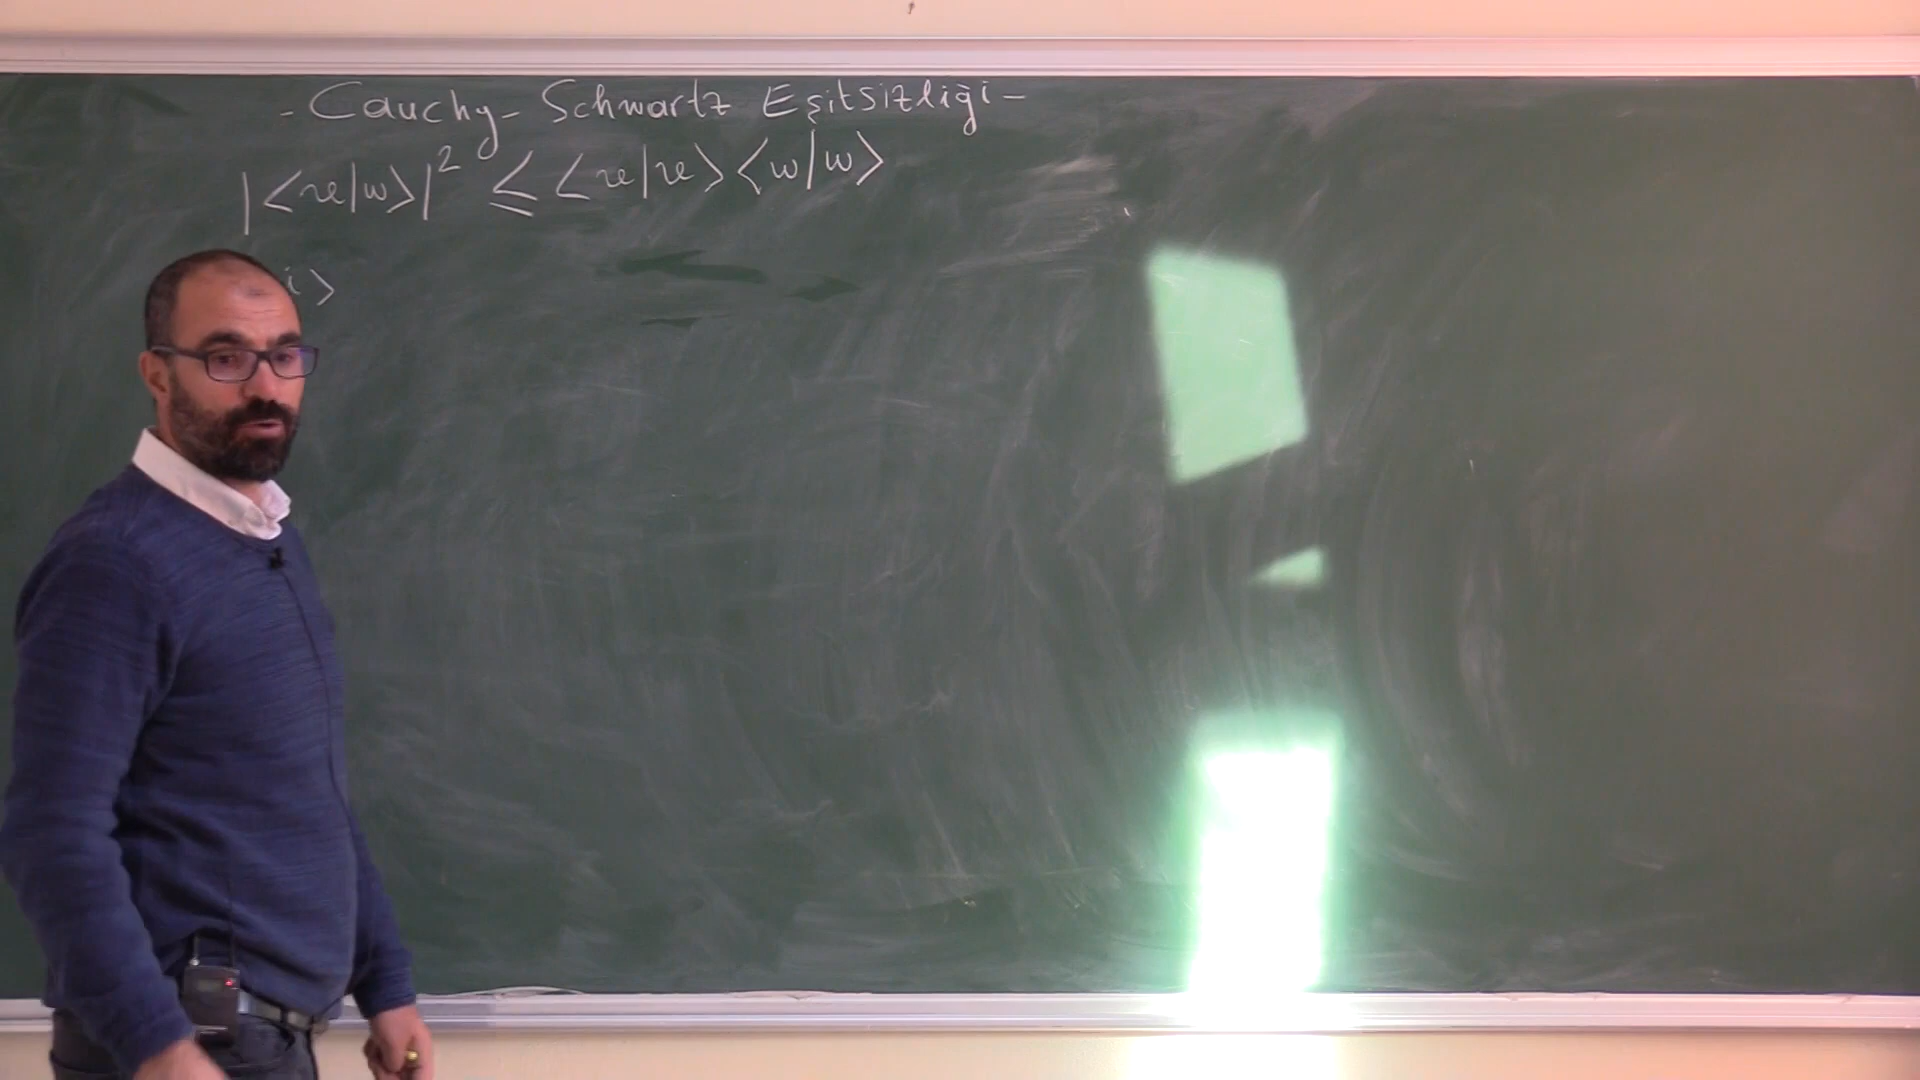 - Cauchy - Schwartz Eşitsizliği -
|<v|w>|² ≤ <v|v><w|w>
i>